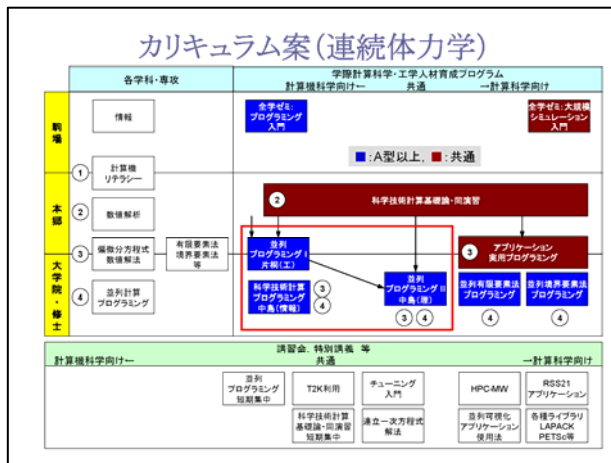 カリキュラム案(連続体力学)
各学科・専攻
学際計算科学・工学人材育成プログラム
計算機科学向け← 共通 →計算科学向け
駒場
情報
全学ゼミ:
プログラミング
入門
全学ゼミ:大規模
シミュレーション
入門
■:A型以上, ■:共通
①
計算機
リテラシー
本郷
②
数値解析
②
科学技術計算基礎論・同演習
③
偏微分方程式
数値解法
有限要素法
境界要素法
等
並列
プログラミングⅠ
片桐(工)
③
アプリケーション
実用プログラミング
大学院・修士
④
並列計算
プログラミング
科学技術計算
プログラミング
中島(情報)
③
④
並列
プログラミングⅡ
中島(理)
③ ④
並列有限要素法
プログラミング
④
並列境界要素法
プログラミング
④
講習会、特別講義 等
計算機科学向け← 共通 →計算科学向け
並列
プログラミング
短期集中
T2K利用
チューニング
入門
HPC-MW
RSS21
アプリケーション
科学技術計算
基礎論・同演習
短期集中
連立一次方程式
解法
並列可視化
アプリケーション
使用法
各種ライブラリ
LAPACK
PETSc等